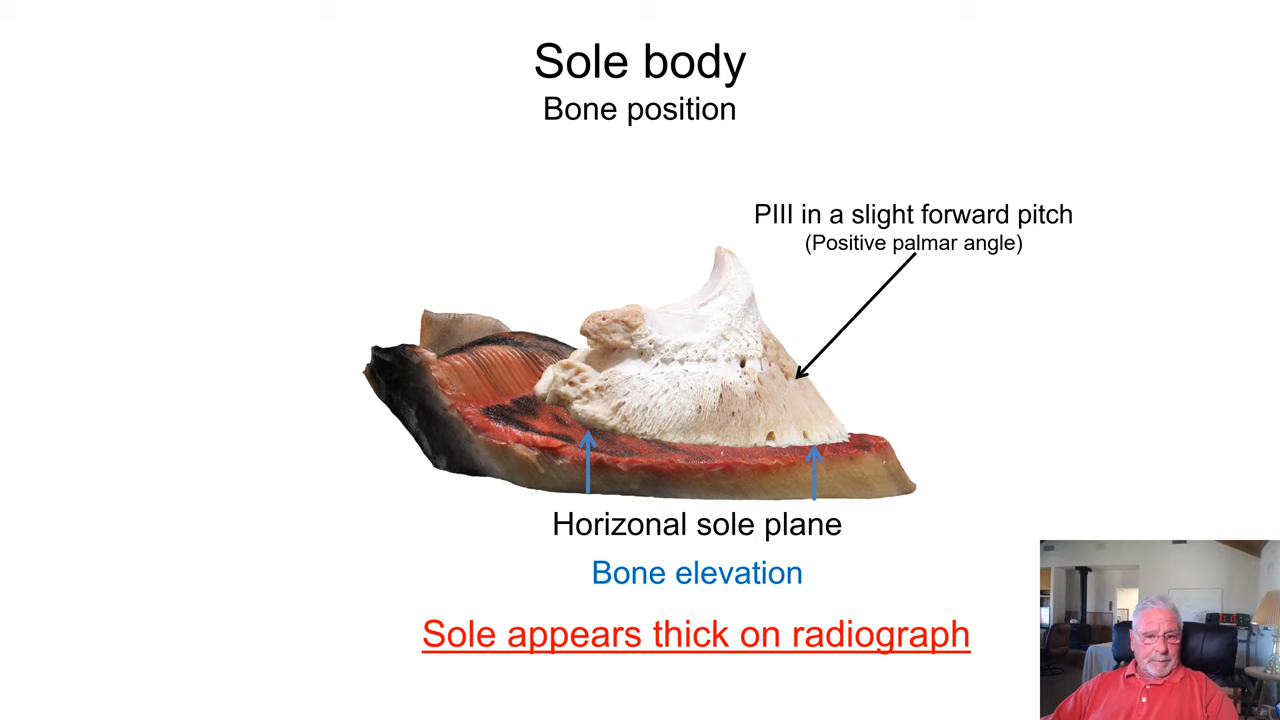 Sole body
Bone position
PIII in a slight forward pitch
(Positive palmar angle)
Horizonal sole plane
Bone elevation
Sole appears thick on radiograph